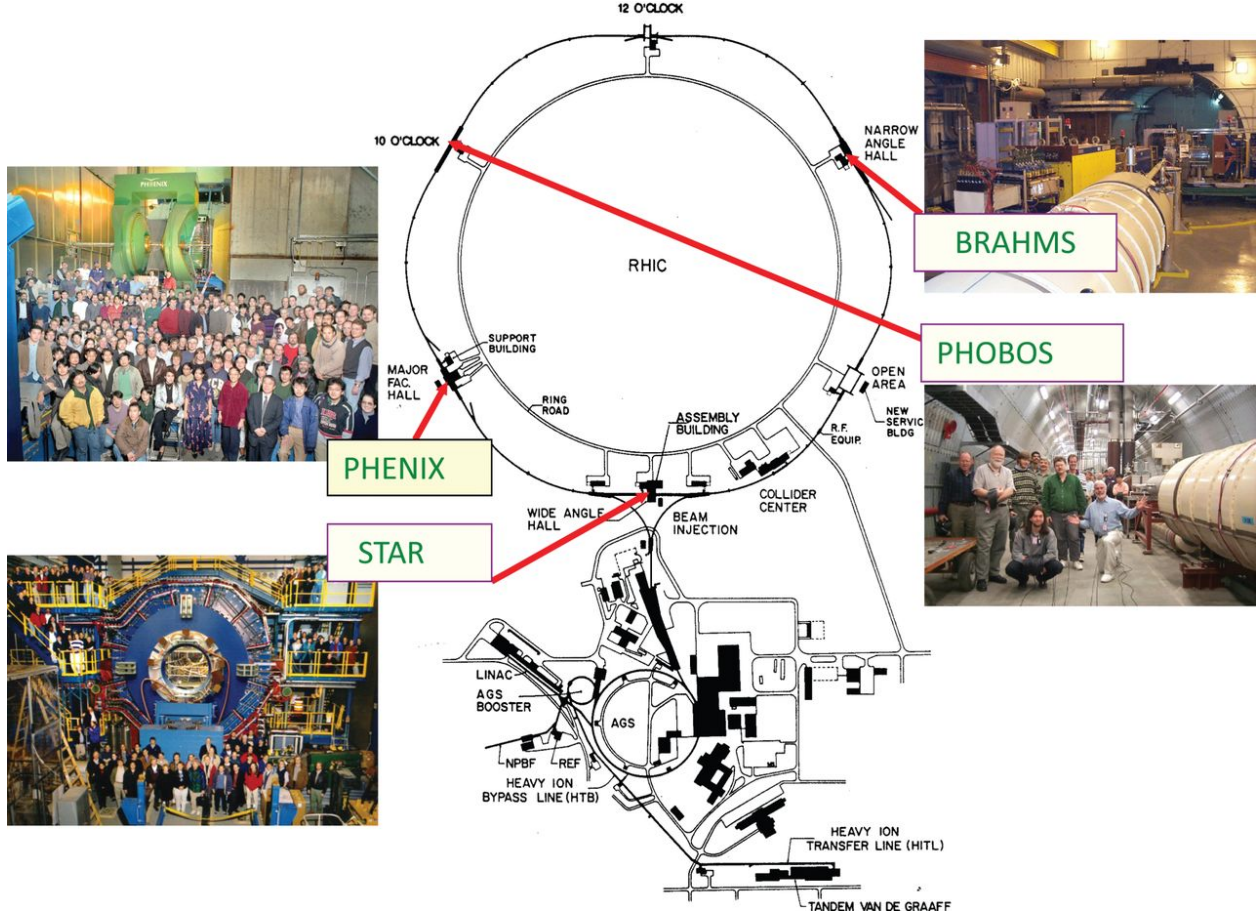 12 O'CLOCK
10 O'CLOCK
NARROW
ANGLE
HALL
PHENIX
BRAHMS
RHIC
PHOBOS
SUPPORT
BUILDING
MAJOR
FAC.
HALL
OPEN
AREA
RING
ROAD
ASSEMBLY
BUILDING
NEW
SERVIC
BLDG
R.F.
EQUIP.
PHENIX
COLLIDER
CENTER
WIDE ANGLE
HALL
BEAM
INJECTION
STAR
LINAC
AGS
BOOSTER
AGS
NPBF
REF
HEAVY ION
BYPASS LINE (HTB)
HEAVY ION
TRANSFER LINE (HITL)
TANDEM VAN DE GRAAFF